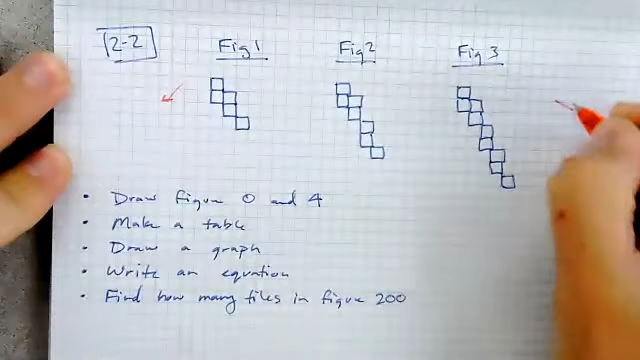 2-2
Fig 1
Fig 2
Fig 3
• Draw figure 0 and 4
• Make a table
• Draw a graph
• Write an equation
• Find how many tiles in figure 200